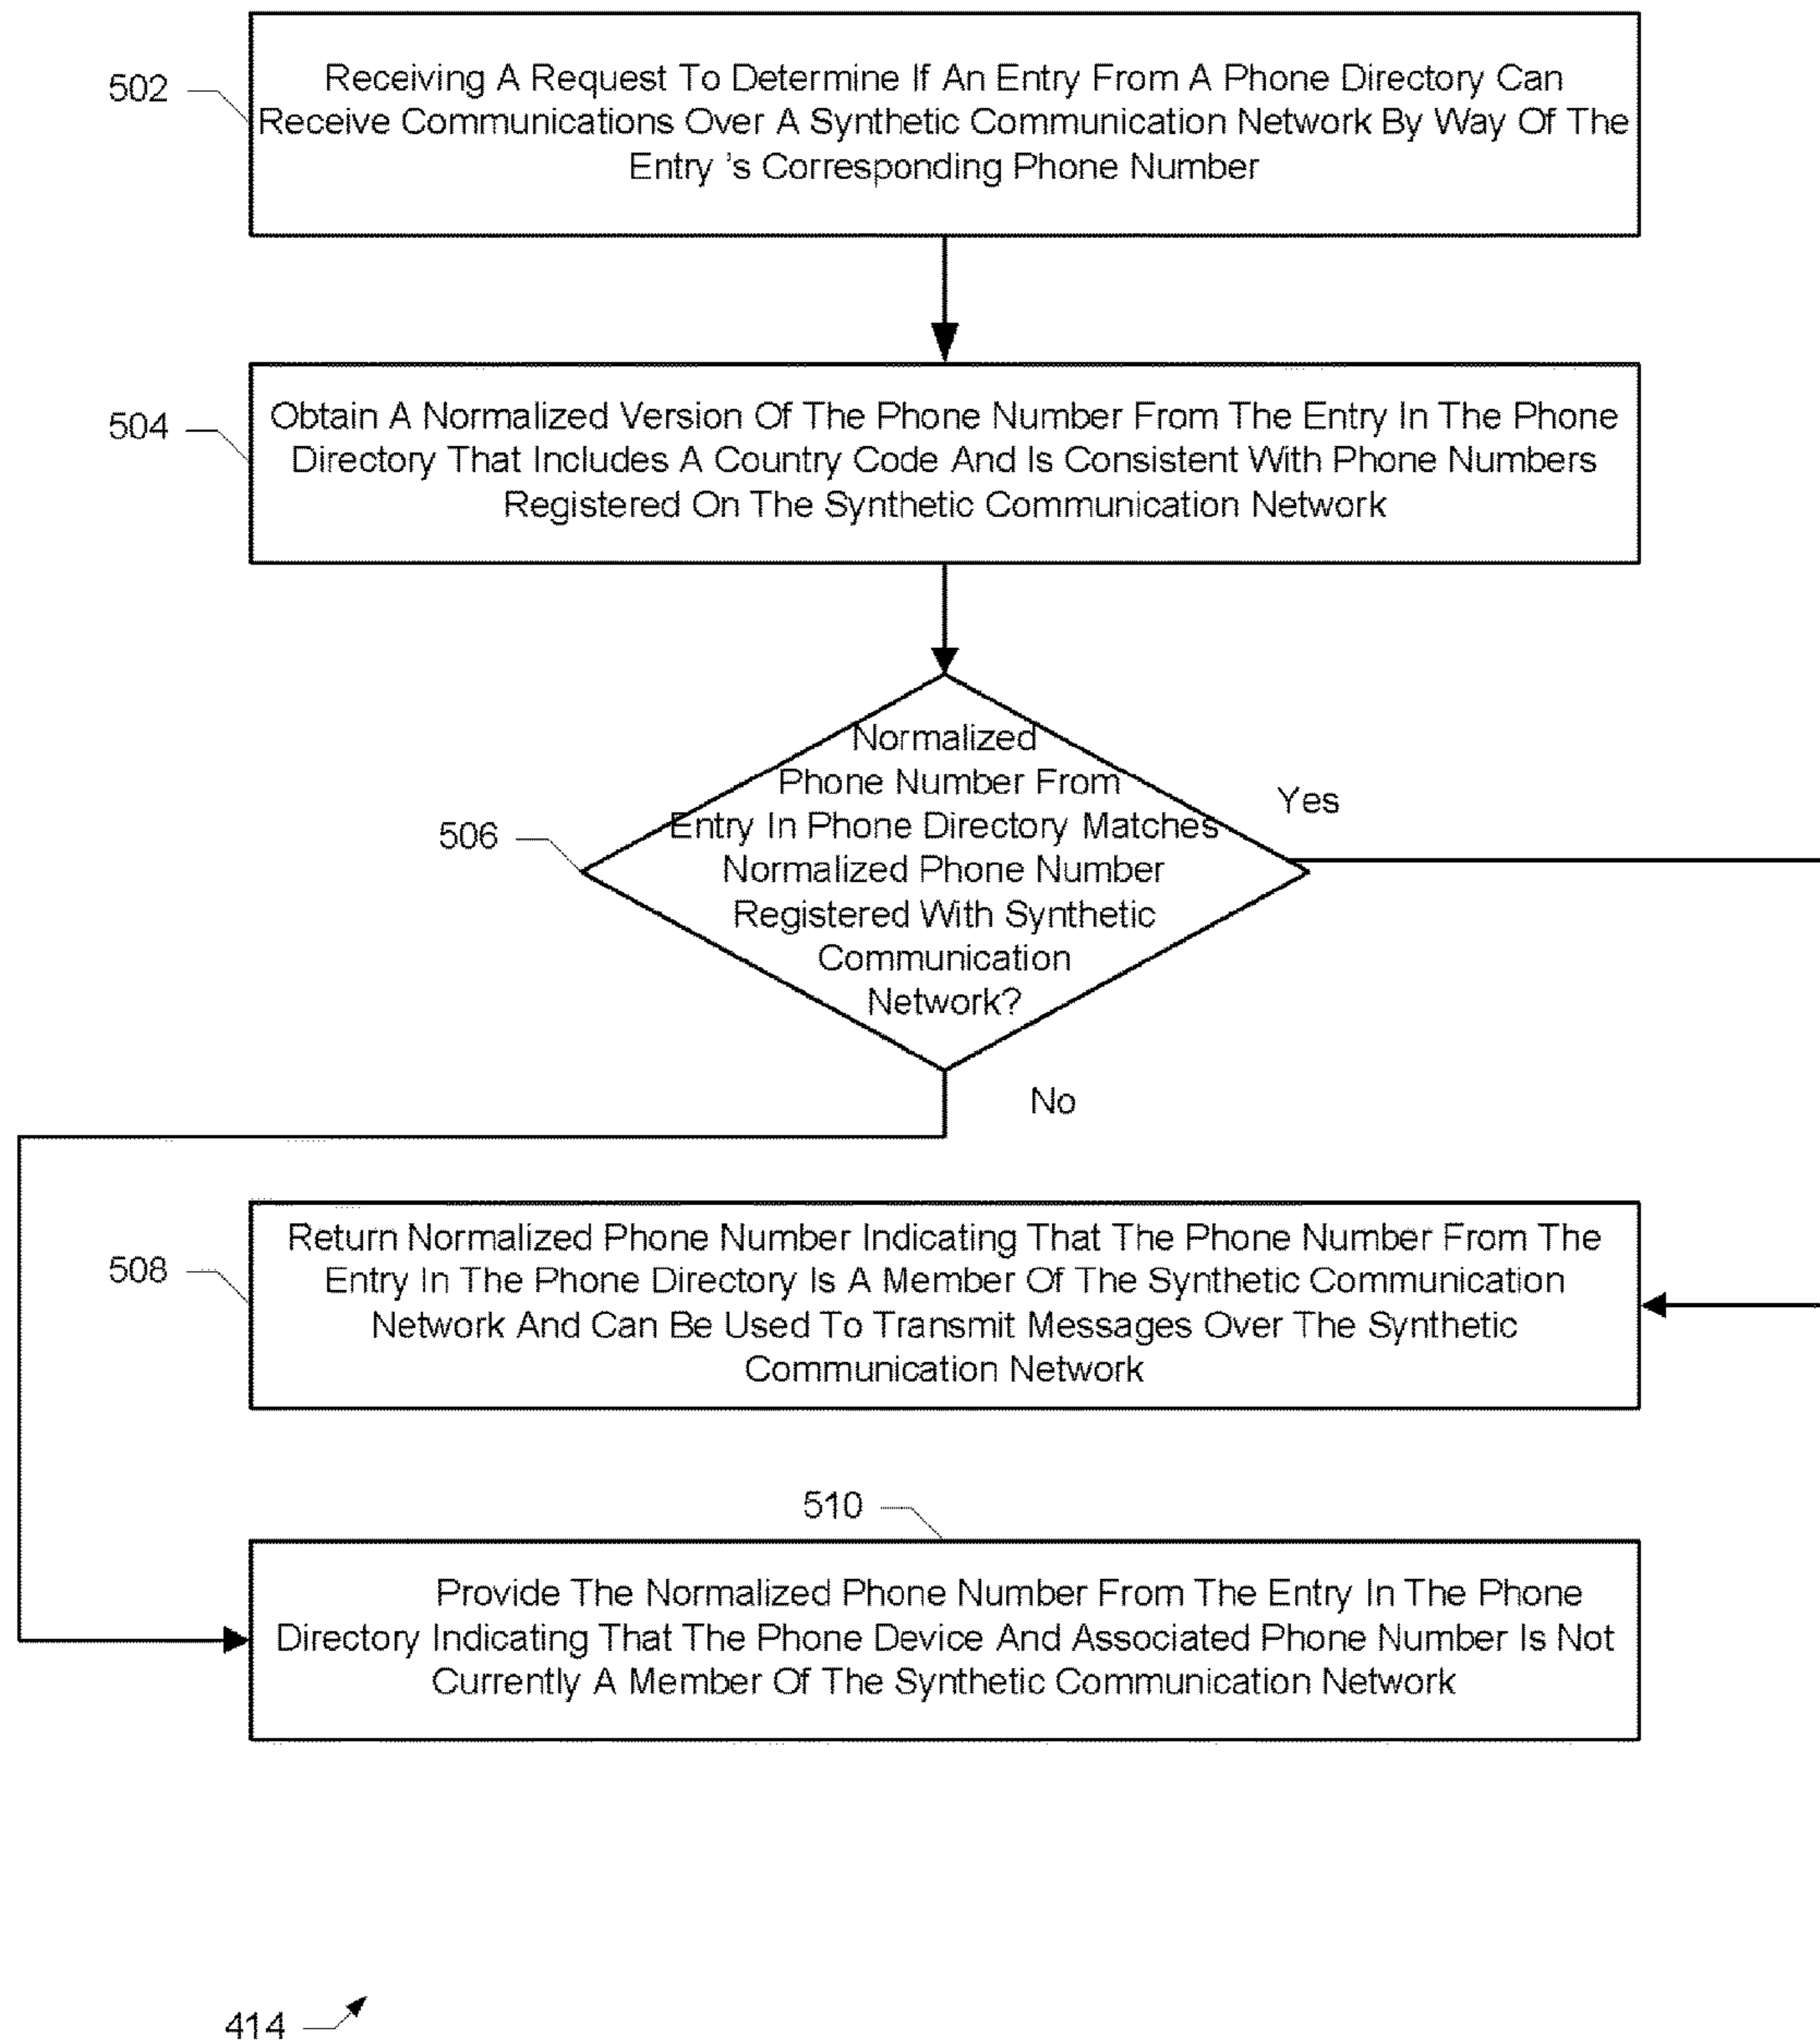 502
Receiving A Request To Determine If An Entry From A Phone Directory Can
Receive Communications Over A Synthetic Communication Network By Way Of The
Entry 's Corresponding Phone Number
504
Obtain A Normalized Version Of The Phone Number From The Entry In The Phone
Directory That Includes A Country Code And Is Consistent With Phone Numbers
Registered On The Synthetic Communication Network
506
Normalized
Phone Number From
Entry In Phone Directory Matches
Normalized Phone Number
Registered With Synthetic
Communication
Network?
Yes
No
508
Return Normalized Phone Number Indicating That The Phone Number From The
Entry In The Phone Directory Is A Member Of The Synthetic Communication
Network And Can Be Used To Transmit Messages Over The Synthetic
Communication Network
510
Provide The Normalized Phone Number From The Entry In The Phone
Directory Indicating That The Phone Device And Associated Phone Number Is Not
Currently A Member Of The Synthetic Communication Network
414